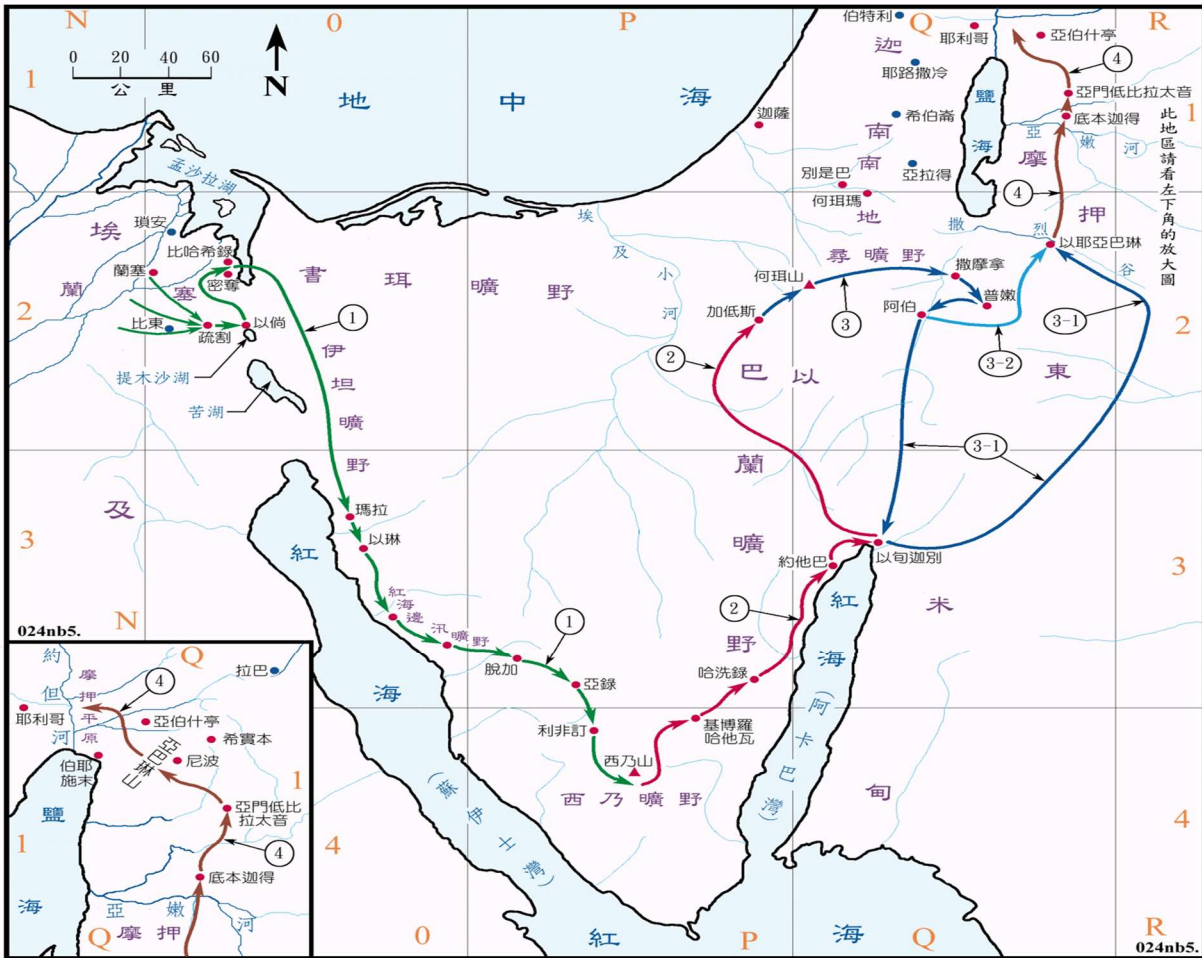 N
O
P
Q
R
0 20 40 60
公 里
N
1
地 中 海
伯特利
耶利哥
亞伯什亭
迦
耶路撒冷
鹽
海
④
亞門低比拉太音
迦薩
南
希伯崙
底本迦得
1
此地區請看左下角的放大圖
亞嫩河
孟沙拉湖
南
地
亞拉得
摩
押
別是巴
何珥瑪
④
埃
瑣安
比哈希錄
埃及小河
撒烈谷
以耶亞巴琳
尋曠野
蘭塞
蘭
塞
密奪
書 珥 曠 野
何珥山
撒摩拿
普嫩
2
①
加低斯
③
阿伯
3-1
2
比東
疏割
以倘
伊坦曠野
②
3-2
提木沙湖
巴
以
東
苦湖
3-1
蘭
及
瑪拉
3
以琳
紅
曠
約他巴
以旬迦別
3
紅海邊
汛曠野
①
②
紅
米
N
024nb5.
脫加
野
海
亞錄
哈洗錄
海
利非訂
基博羅
哈他瓦
(阿卡巴灣)
西乃山
西 乃 曠 野
甸
(蘇伊士灣)
4
4
O
紅
P
海
Q
R
024nb5.
Q
約但河
摩押平原
④
拉巴
耶利哥
亞伯什亭
希實本
伯耶
施末
亞巴琳山
尼波
1
鹽
亞門低比
拉太音
1
④
底本迦得
海
亞 嫩 河
Q
摩 押